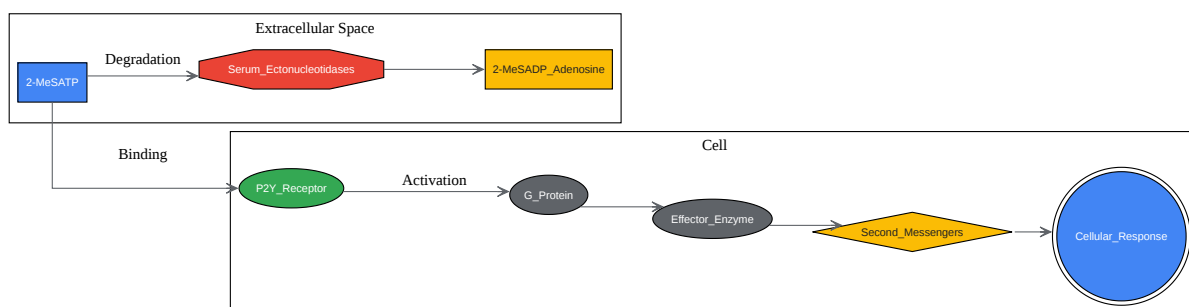 Extracellular Space
Degradation
2-MeSATP
Serum_Ectonucleotidases
2-MeSADP_Adenosine
Binding
Cell
P2Y_Receptor
Activation
G_Protein
Effector_Enzyme
Second_Messengers
Cellular_Response